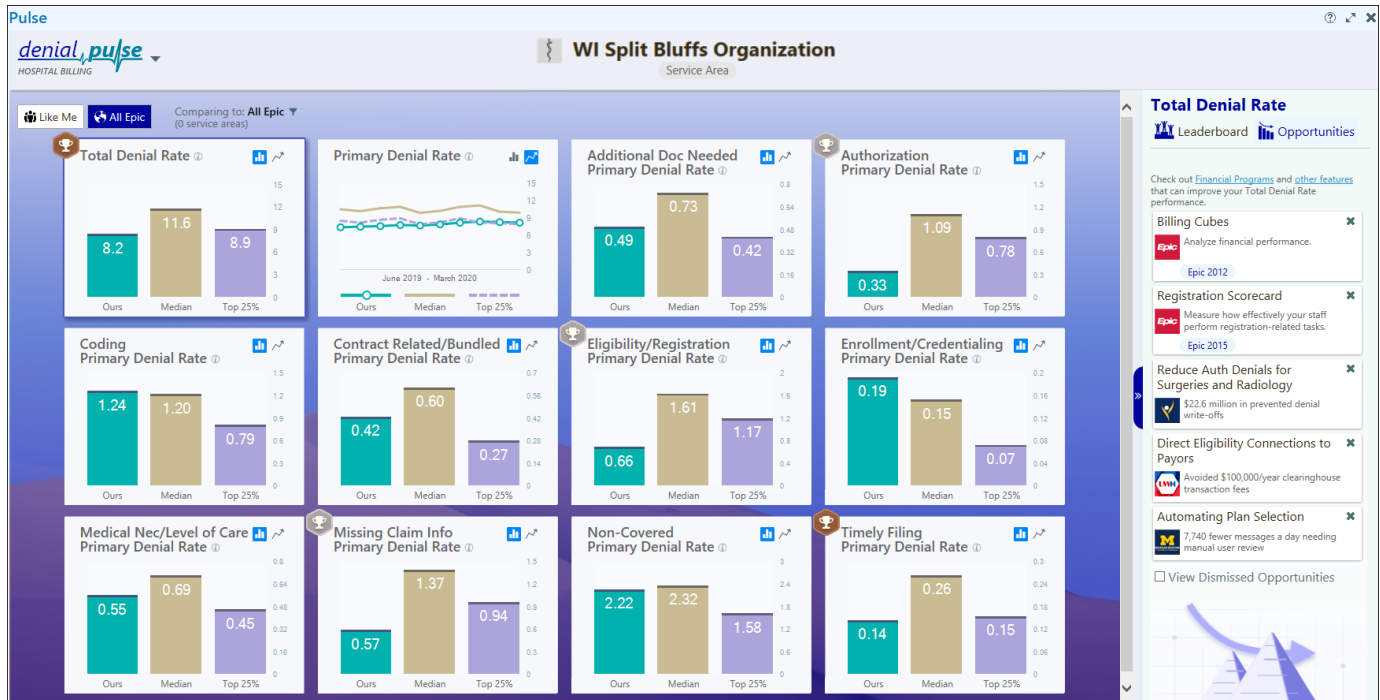 Pulse
denial pulse
HOSPITAL BILLING
WI Split Bluffs Organization
Service Area
Like Me
All Epic
Comparing to: All Epic
(0 service areas)
Total Denial Rate
15
12
9
6
3
0
8.2
11.6
8.9
Ours
Median
Top 25%
Primary Denial Rate
15
12
9
6
3
0
June 2019 - March 2020
Ours
Median
Top 25%
Additional Doc Needed
Primary Denial Rate
0.8
0.64
0.48
0.32
0.16
0
0.49
0.73
0.42
Ours
Median
Top 25%
Authorization
Primary Denial Rate
1.5
1.2
0.9
0.6
0.3
0
0.33
1.09
0.78
Ours
Median
Top 25%
Coding
Primary Denial Rate
1.5
1.2
0.9
0.6
0.3
0
1.24
1.20
0.79
Ours
Median
Top 25%
Contract Related/Bundled
Primary Denial Rate
0.7
0.56
0.42
0.28
0.14
0
0.42
0.60
0.27
Ours
Median
Top 25%
Eligibility/Registration
Primary Denial Rate
2
1.6
1.2
0.8
0.4
0
0.66
1.61
1.17
Ours
Median
Top 25%
Enrollment/Credentialing
Primary Denial Rate
0.2
0.16
0.12
0.08
0.04
0
0.19
0.15
0.07
Ours
Median
Top 25%
Medical Nec/Level of Care
Primary Denial Rate
0.8
0.64
0.48
0.32
0.16
0
0.55
0.69
0.45
Ours
Median
Top 25%
Missing Claim Info
Primary Denial Rate
1.5
1.2
0.9
0.6
0.3
0
0.57
1.37
0.94
Ours
Median
Top 25%
Non-Covered
Primary Denial Rate
3
2.4
1.8
1.2
0.6
0
2.22
2.32
1.58
Ours
Median
Top 25%
Timely Filing
Primary Denial Rate
0.3
0.24
0.18
0.12
0.06
0
0.14
0.26
0.15
Ours
Median
Top 25%
Total Denial Rate
Leaderboard
Opportunities
Check out Financial Programs and other features
that can improve your Total Denial Rate
performance.
Billing Cubes
Epic
Analyze financial performance.
Epic 2012
Registration Scorecard
Epic
Measure how effectively your staff
perform registration-related tasks.
Epic 2015
Reduce Auth Denials for
Surgeries and Radiology
$22.6 million in prevented denial
write-offs
Direct Eligibility Connections to
Payors
UWH
Avoided $100,000/year clearinghouse
transaction fees
Automating Plan Selection
M
7,740 fewer messages a day needing
manual user review
View Dismissed Opportunities